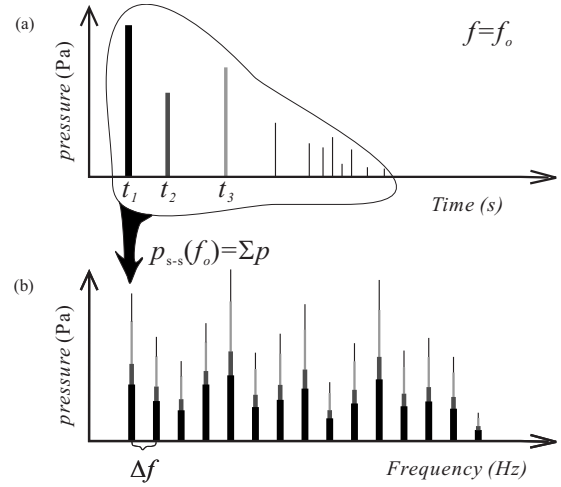 (a)
pressure (Pa)
f=fₒ
t₁ t₂ t₃
Time (s)
pₛ₋ₛ(fₒ)=Σp
(b)
pressure (Pa)
Δf
Frequency (Hz)